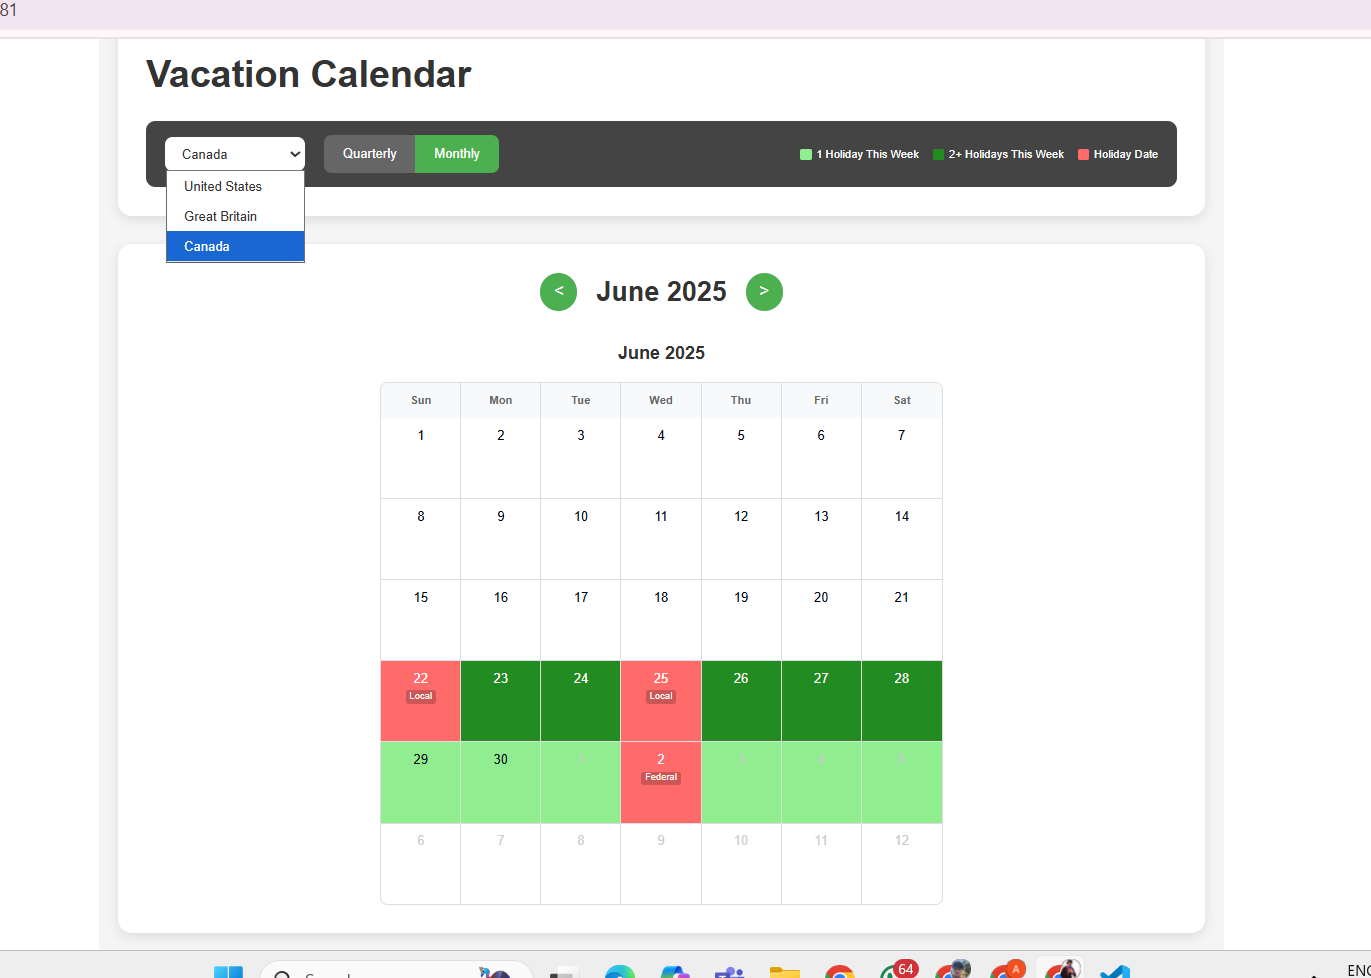 81
Vacation Calendar
Canada
Quarterly Monthly
1 Holiday This Week 2+ Holidays This Week Holiday Date
United States
Great Britain
Canada
< June 2025 >
June 2025
Sun Mon Tue Wed Thu Fri Sat
1 2 3 4 5 6 7
8 9 10 11 12 13 14
15 16 17 18 19 20 21
22 23 24 25 26 27 28
Local Local
29 30 1 2 3 4 5
Federal
6 7 8 9 10 11 12
64 A